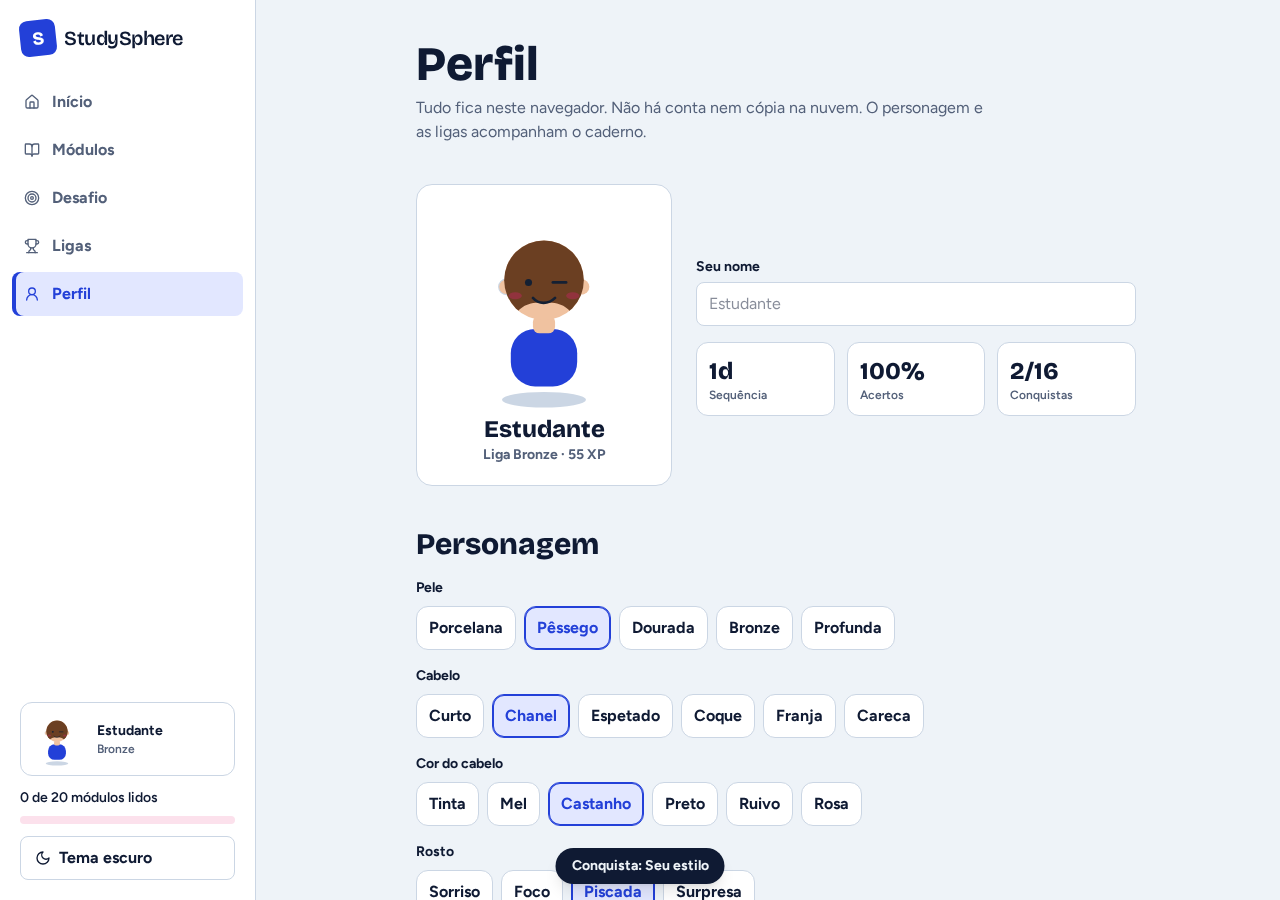 S StudySphere
Início
Módulos
Desafio
Ligas
Perfil
Estudante
Bronze
0 de 20 módulos lidos
Tema escuro
Perfil
Tudo fica neste navegador. Não há conta nem cópia na nuvem. O personagem e
as ligas acompanham o caderno.
Estudante
Liga Bronze · 55 XP
Seu nome
Estudante
1d 100% 2/16
Sequência Acertos Conquistas
Personagem
Pele
Porcelana Pêssego Dourada Bronze Profunda
Cabelo
Curto Chanel Espetado Coque Franja Careca
Cor do cabelo
Tinta Mel Castanho Preto Ruivo Rosa
Rosto
Conquista: Seu estilo
Sorriso Foco Piscada Surpresa